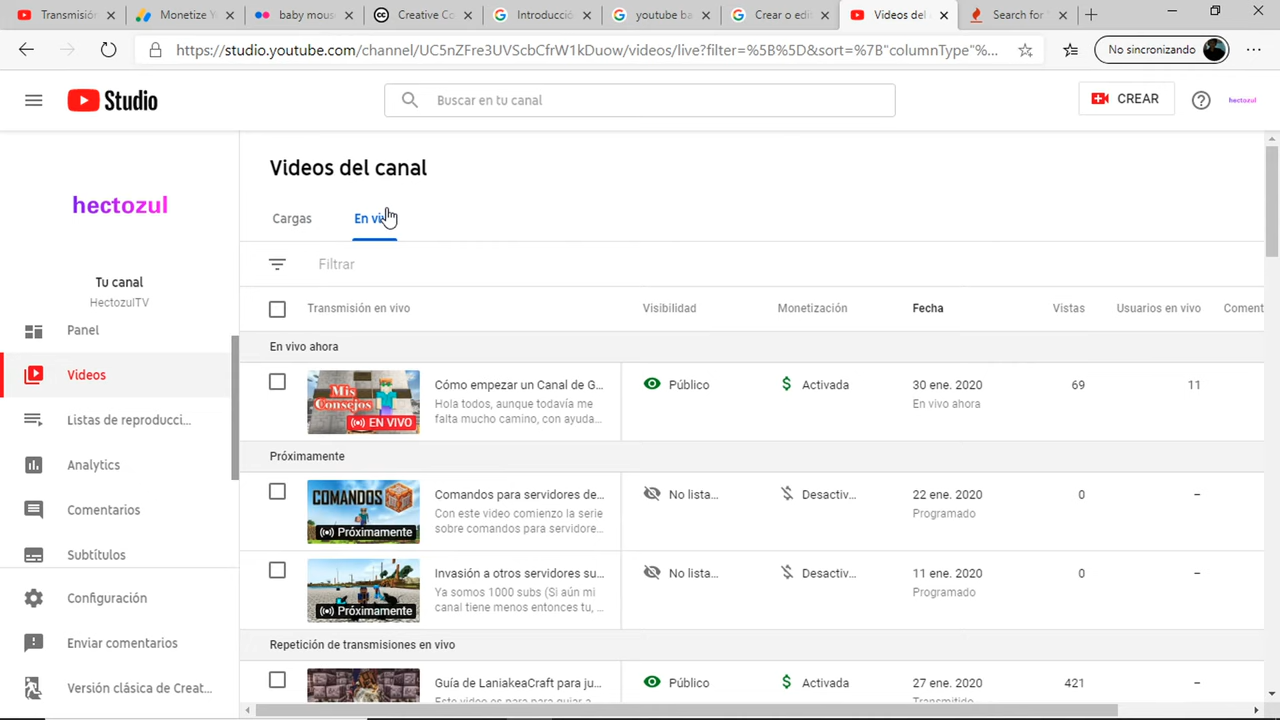 Transmisión
Monetize Y
baby mous
Creative Co
Introducció
youtube ba
Crear o edi
Videos del
Search for
https://studio.youtube.com/channel/UC5nZFre3UVScbCfrW1kDuow/videos/live?filter=%5B%5D&sort=%7B"columnType"%...
No sincronizando
Studio
Buscar en tu canal
CREAR
hectozul
Videos del canal
hectozul
Cargas
En vi
Filtrar
Tu canal
HectozulTV
Transmisión en vivo Visibilidad Monetización Fecha Vistas Usuarios en vivo Coment
Panel
Videos
Listas de reproducci...
Analytics
Comentarios
Subtítulos
Configuración
Enviar comentarios
Versión clásica de Creat...
En vivo ahora
Mis
Consejos
EN VIVO
Cómo empezar un Canal de G...
Hola todos, aunque todavía me
falta mucho camino, con ayuda...
Público
Activada
30 ene. 2020
En vivo ahora
69
11
Próximamente
COMANDOS
Próximamente
Comandos para servidores de...
Con este video comienzo la serie
sobre comandos para servidore...
No lista...
Desactiv...
22 ene. 2020
Programado
0
–
Próximamente
Invasión a otros servidores su...
Ya somos 1000 subs (Si aún mi
canal tiene menos entonces tu, ...
No lista...
Desactiv...
11 ene. 2020
Programado
0
–
Repetición de transmisiones en vivo
Guía de LaniakeaCraft para ju...
Público
Activada
27 ene. 2020
421
–